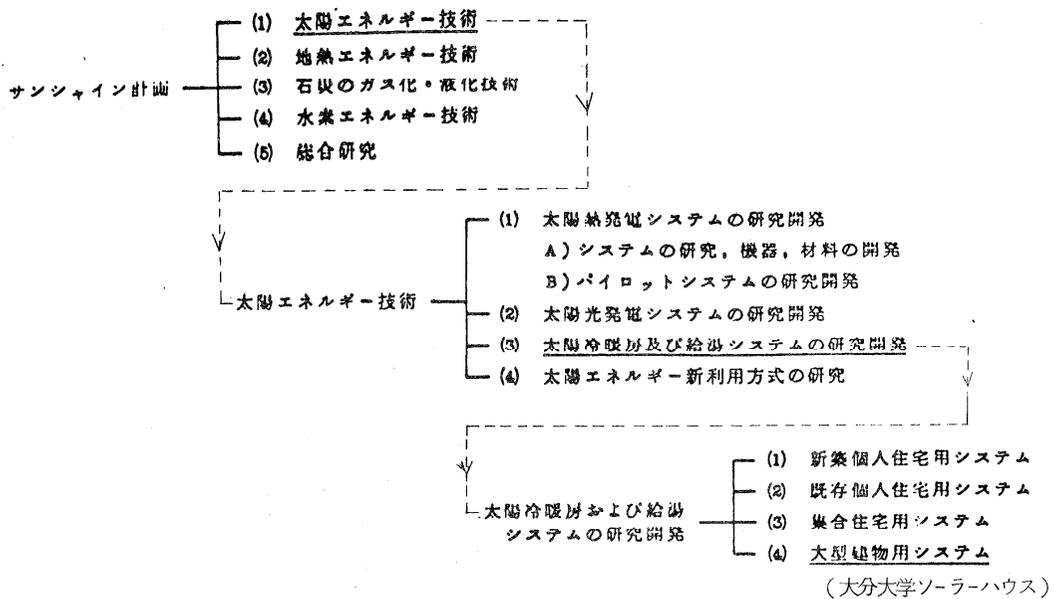 サンシャイン計画
(1) 太陽エネルギー技術
(2) 地熱エネルギー技術
(3) 石炭のガス化・液化技術
(4) 水素エネルギー技術
(5) 総合研究
太陽エネルギー技術
(1) 太陽熱発電システムの研究開発
A)システムの研究，機器，材料の開発
B)パイロットシステムの研究開発
(2) 太陽光発電システムの研究開発
(3) 太陽冷暖房及び給湯システムの研究開発
(4) 太陽エネルギー新利用方式の研究
太陽冷暖房および給湯
システムの研究開発
(1) 新築個人住宅用システム
(2) 既存個人住宅用システム
(3) 集合住宅用システム
(4) 大型建物用システム
(大分大学ソーラーハウス)